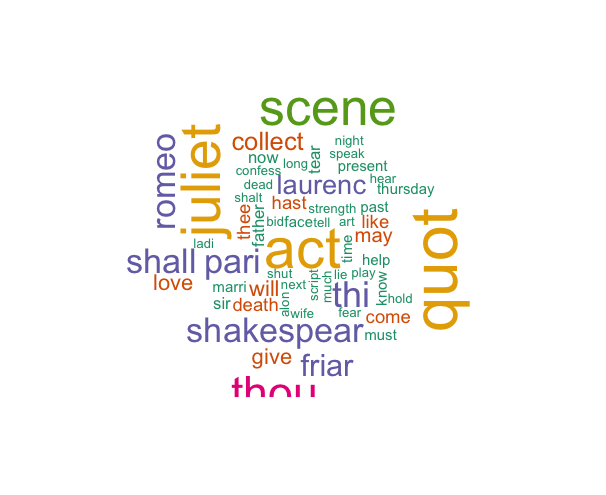 scene
night
collect
speak
now
long
tear
present
romeo
juliet
confess
hear
dead
laurenc
thursday
shalt
hast
strength
past
thee
father
bid
face
tell
art
like
quot
ladi
act
time
may
shall
pari
help
love
shut
lie
play
know
marri
will
next
script
much
thi
hold
sir
death
alon
wife
fear
come
shakespear
must
give
friar
thou